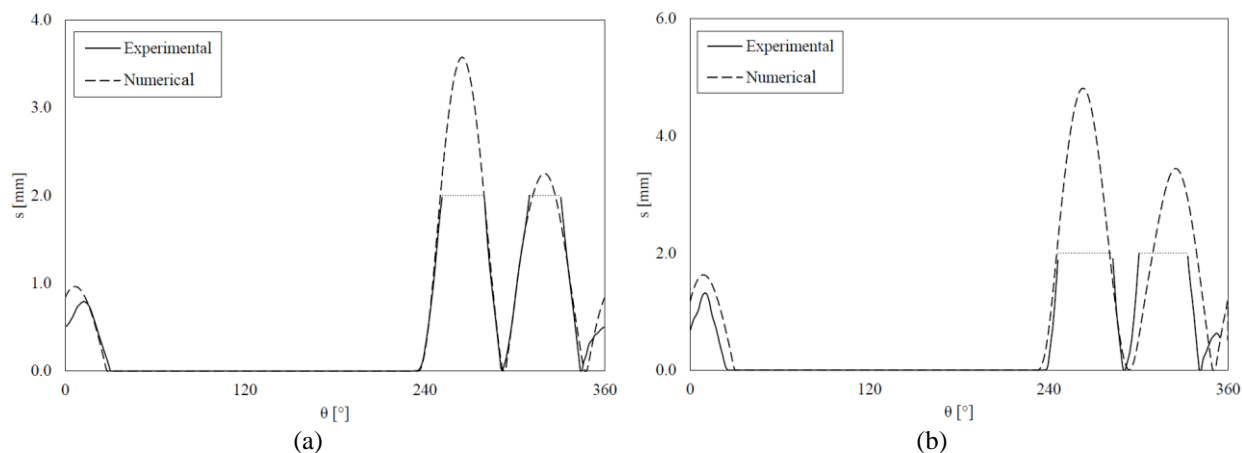 4.0
3.0
2.0
1.0
0.0
s [mm]
Experimental
Numerical
0
120
240
360
θ [°]
(a)
6.0
4.0
2.0
0.0
s [mm]
Experimental
Numerical
0
120
240
360
θ [°]
(b)